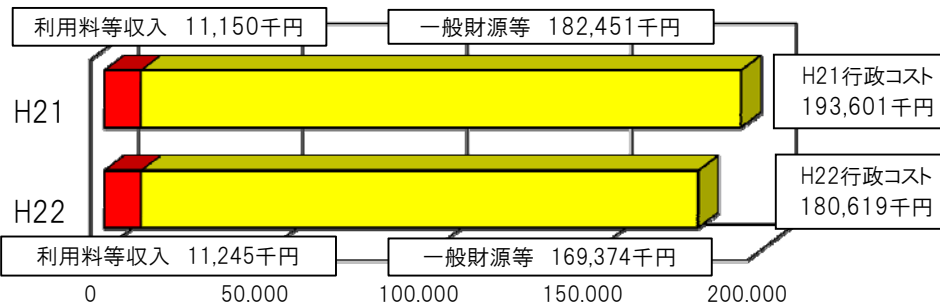 利用料等収入 11,150千円
一般財源等 182,451千円
H21
H21行政コスト
193,601千円
H22
H22行政コスト
180,619千円
利用料等収入 11,245千円
一般財源等 169,374千円
0 50.000 100.000 150.000 200.000